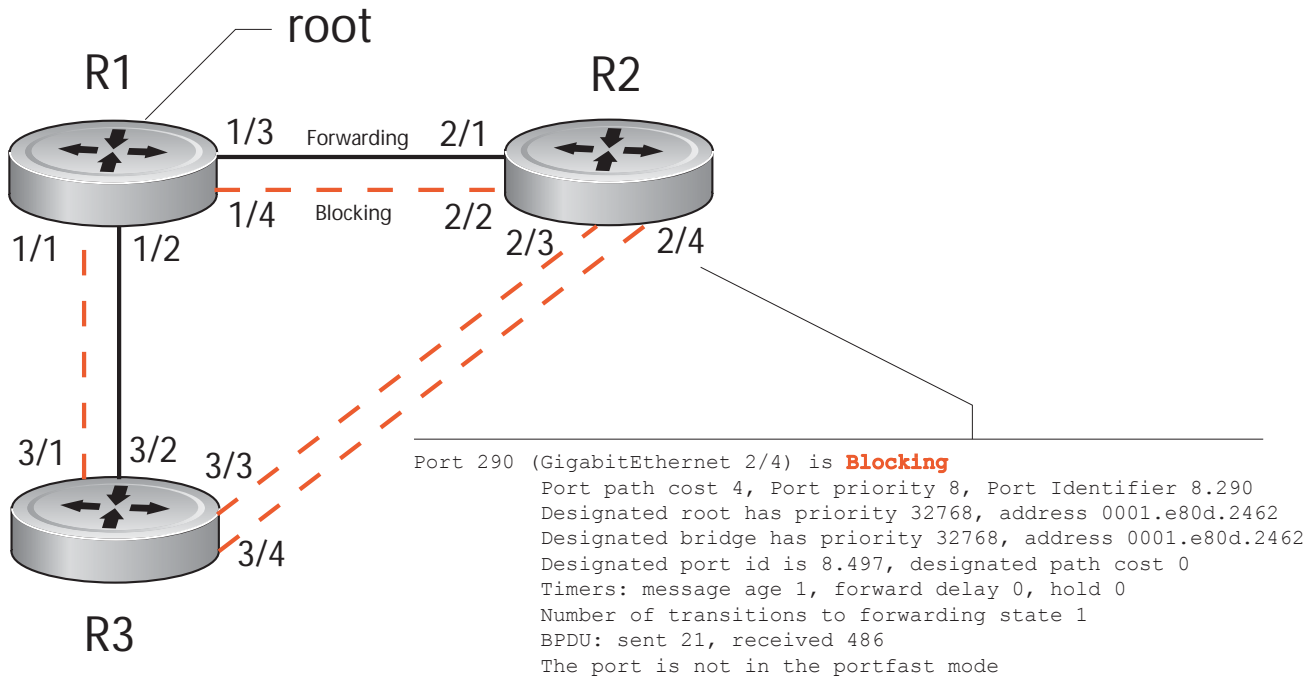 root
R1
R2
1/3
Forwarding
2/1
1/4
Blocking
2/2
1/1
1/2
2/3
2/4
3/1
3/2
3/3
3/4
R3
Port 290 (GigabitEthernet 2/4) is Blocking
Port path cost 4, Port priority 8, Port Identifier 8.290
Designated root has priority 32768, address 0001.e80d.2462
Designated bridge has priority 32768, address 0001.e80d.2462
Designated port id is 8.497, designated path cost 0
Timers: message age 1, forward delay 0, hold 0
Number of transitions to forwarding state 1
BPDU: sent 21, received 486
The port is not in the portfast mode